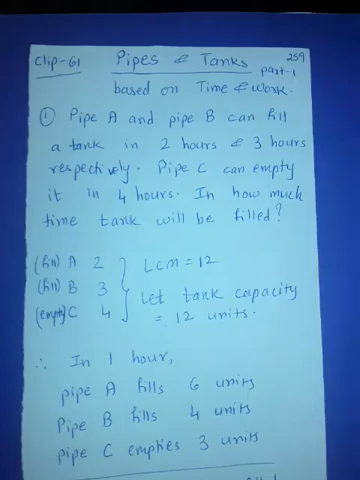 Clip-61 Pipes & Tanks 259
Part-1
based on Time & Work.
① Pipe A and pipe B can fill
a tank in 2 hours & 3 hours
respectively. Pipe C can empty
it in 4 hours. In how much
time tank will be filled?
(fill) A 2
LCM = 12
(fill) B 3
Let tank capacity
(empty) C 4
= 12 units.
∴ In 1 hour,
pipe A fills 6 units
Pipe B fills 4 units
pipe C empties 3 units